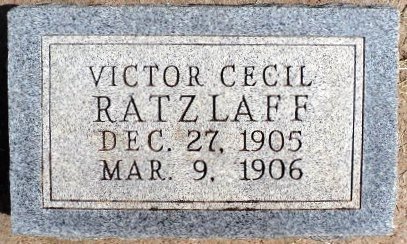 VICTOR CECIL
RATZLAFF
DEC. 27, 1905
MAR. 9, 1906